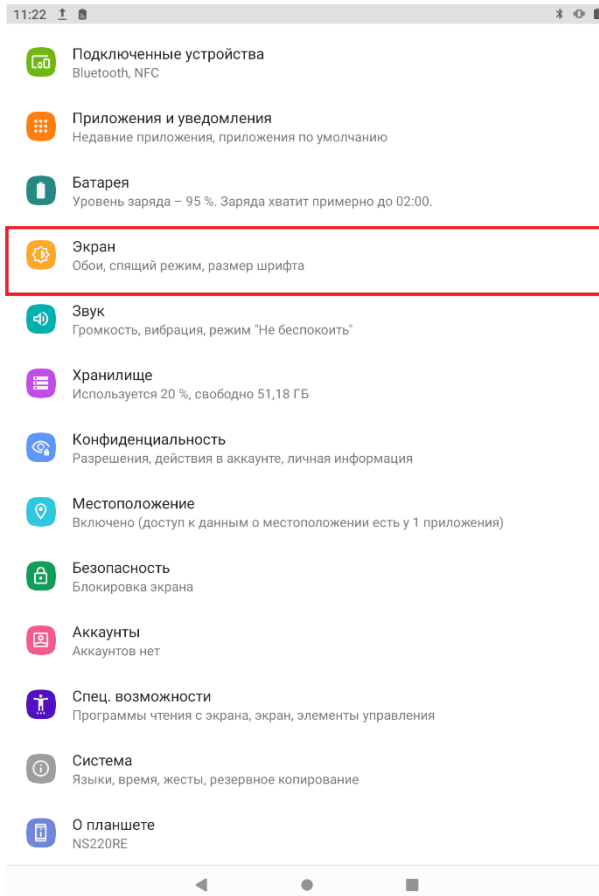 11:22
Подключенные устройства
Bluetooth, NFC
Приложения и уведомления
Недавние приложения, приложения по умолчанию
Батарея
Уровень заряда – 95 %. Заряда хватит примерно до 02:00.
Экран
Обои, спящий режим, размер шрифта
Звук
Громкость, вибрация, режим "Не беспокоить"
Хранилище
Используется 20 %, свободно 51,18 ГБ
Конфиденциальность
Разрешения, действия в аккаунте, личная информация
Местоположение
Включено (доступ к данным о местоположении есть у 1 приложения)
Безопасность
Блокировка экрана
Аккаунты
Аккаунтов нет
Спец. возможности
Программы чтения с экрана, экран, элементы управления
Система
Языки, время, жесты, резервное копирование
О планшете
NS220RE